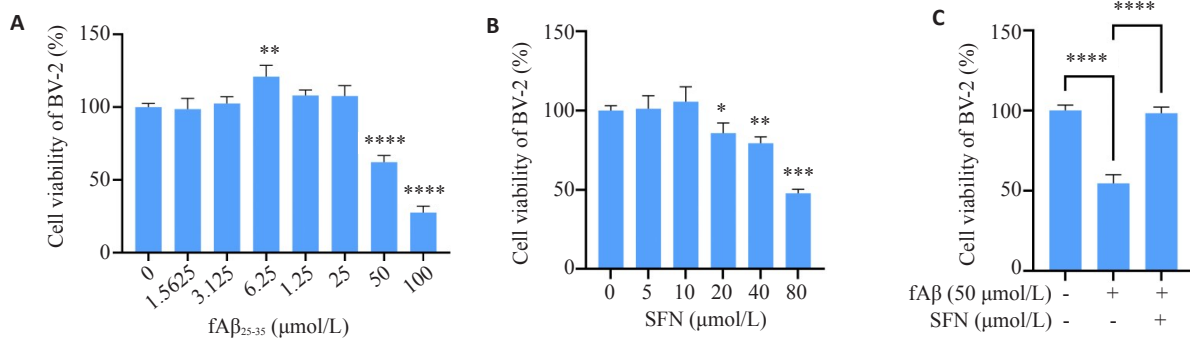 A
Cell viability of BV-2 (%)
150
100
50
0
**
****
****
0
1.5625
3.125
6.25
1.25
25
50
100
fAβ25-35 (μmol/L)
B
Cell viability of BV-2 (%)
150
100
50
0
*
**
***
0 5 10 20 40 80
SFN (μmol/L)
C
Cell viability of BV-2 (%)
150
100
50
0
****
****
fAβ (50 μmol/L) - + +
SFN (μmol/L) - - +